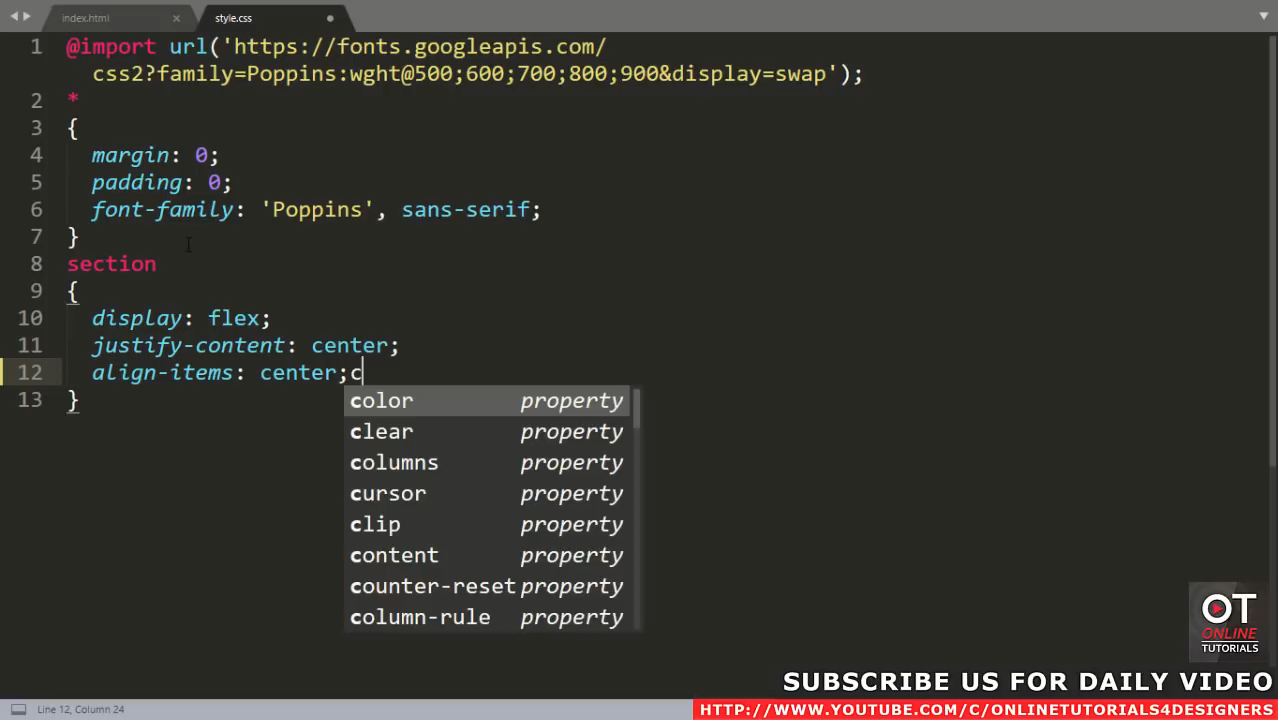 index.html × style.css
1 @import url('https://fonts.googleapis.com/
css2?family=Poppins:wght@500;600;700;800;900&display=swap');
2 *
3 {
4 margin: 0;
5 padding: 0;
6 font-family: 'Poppins', sans-serif;
7 }
8 section
9 {
10 display: flex;
11 justify-content: center;
12 align-items: center;c
13 }
color property
clear property
columns property
cursor property
clip property
content property
counter-reset property
column-rule property
OT
ONLINE
TUTORIALS
SUBSCRIBE US FOR DAILY VIDEO
HTTP://WWW.YOUTUBE.COM/C/ONLINETUTORIALS4DESIGNERS
Line 12, Column 24